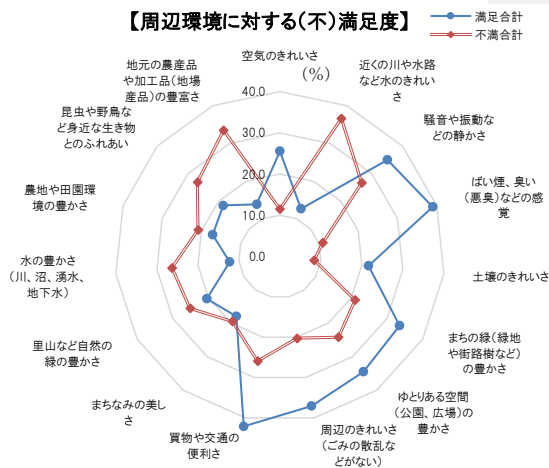 【周辺環境に対する（不）満足度】
満足合計
不満合計
空気のきれいさ
（%）
近くの川や水路
など水のきれい
さ
騒音や振動な
どの静かさ
ばい煙、臭い
（悪臭）などの感
覚
土壌のきれいさ
まちの緑（緑地
や街路樹など）
の豊かさ
ゆとりある空間
（公園、広場）の
豊かさ
周辺のきれいさ
（ごみの散乱な
どがない）
買物や交通の
便利さ
まちなみの美し
さ
里山など自然の
緑の豊かさ
水の豊かさ
（川、沼、湧水、
地下水）
農地や田園環
境の豊かさ
昆虫や野鳥な
ど身近な生き物
とのふれあい
地元の農産品
や加工品（地場
産品）の豊富さ
40.0
30.0
20.0
10.0
0.0